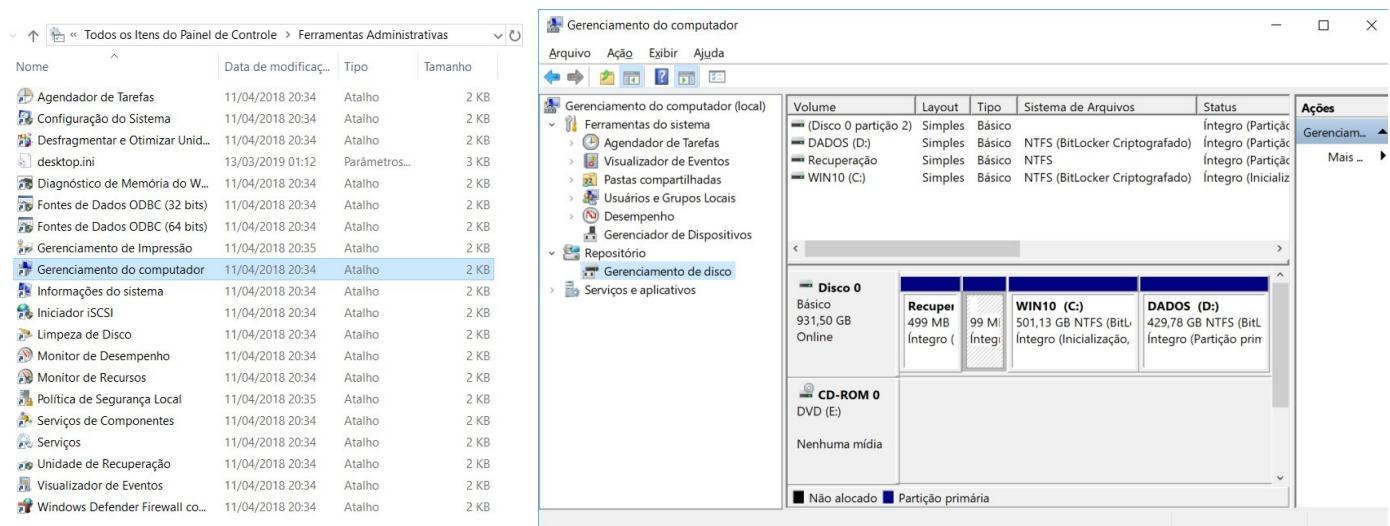 « Todos os Itens do Painel de Controle > Ferramentas Administrativas
Nome Data de modificaç... Tipo Tamanho
Agendador de Tarefas 11/04/2018 20:34 Atalho 2 KB
Configuração do Sistema 11/04/2018 20:34 Atalho 2 KB
Desfragmentar e Otimizar Unid... 11/04/2018 20:34 Atalho 2 KB
desktop.ini 13/03/2019 01:12 Parâmetros... 3 KB
Diagnóstico de Memória do W... 11/04/2018 20:34 Atalho 2 KB
Fontes de Dados ODBC (32 bits) 11/04/2018 20:34 Atalho 2 KB
Fontes de Dados ODBC (64 bits) 11/04/2018 20:34 Atalho 2 KB
Gerenciamento de Impressão 11/04/2018 20:35 Atalho 2 KB
Gerenciamento do computador 11/04/2018 20:34 Atalho 2 KB
Informações do sistema 11/04/2018 20:34 Atalho 2 KB
Iniciador iSCSI 11/04/2018 20:34 Atalho 2 KB
Limpeza de Disco 11/04/2018 20:34 Atalho 2 KB
Monitor de Desempenho 11/04/2018 20:34 Atalho 2 KB
Monitor de Recursos 11/04/2018 20:34 Atalho 2 KB
Política de Segurança Local 11/04/2018 20:35 Atalho 2 KB
Serviços de Componentes 11/04/2018 20:34 Atalho 2 KB
Serviços 11/04/2018 20:34 Atalho 2 KB
Unidade de Recuperação 11/04/2018 20:34 Atalho 2 KB
Visualizador de Eventos 11/04/2018 20:34 Atalho 2 KB
Windows Defender Firewall co... 11/04/2018 20:34 Atalho 2 KB
Gerenciamento do computador
Arquivo Ação Exibir Ajuda
Gerenciamento do computador (local)
Ferramentas do sistema
Agendador de Tarefas
Visualizador de Eventos
Pastas compartilhadas
Usuários e Grupos Locais
Desempenho
Gerenciador de Dispositivos
Repositório
Gerenciamento de disco
Serviços e aplicativos
Volume Layout Tipo Sistema de Arquivos Status
(Disco 0 partição 2) Simples Básico Íntegro (Partiçã
DADOS (D:) Simples Básico NTFS (BitLocker Criptografado) Íntegro (Partiçã
Recuperação Simples Básico NTFS Íntegro (Partiçã
WIN10 (C:) Simples Básico NTFS (BitLocker Criptografado) Íntegro (Inicializ
Disco 0
Básico
931,50 GB
Online
Recuper
499 MB
Íntegro (
99 M
Íntegr
WIN10 (C:)
501,13 GB NTFS (BitL
Íntegro (Inicialização,
DADOS (D:)
429,78 GB NTFS (BitL
Íntegro (Partição prim
CD-ROM 0
DVD (E:)
Nenhuma mídia
Não alocado Partição primária
Ações
Gerenciam...
Mais ...